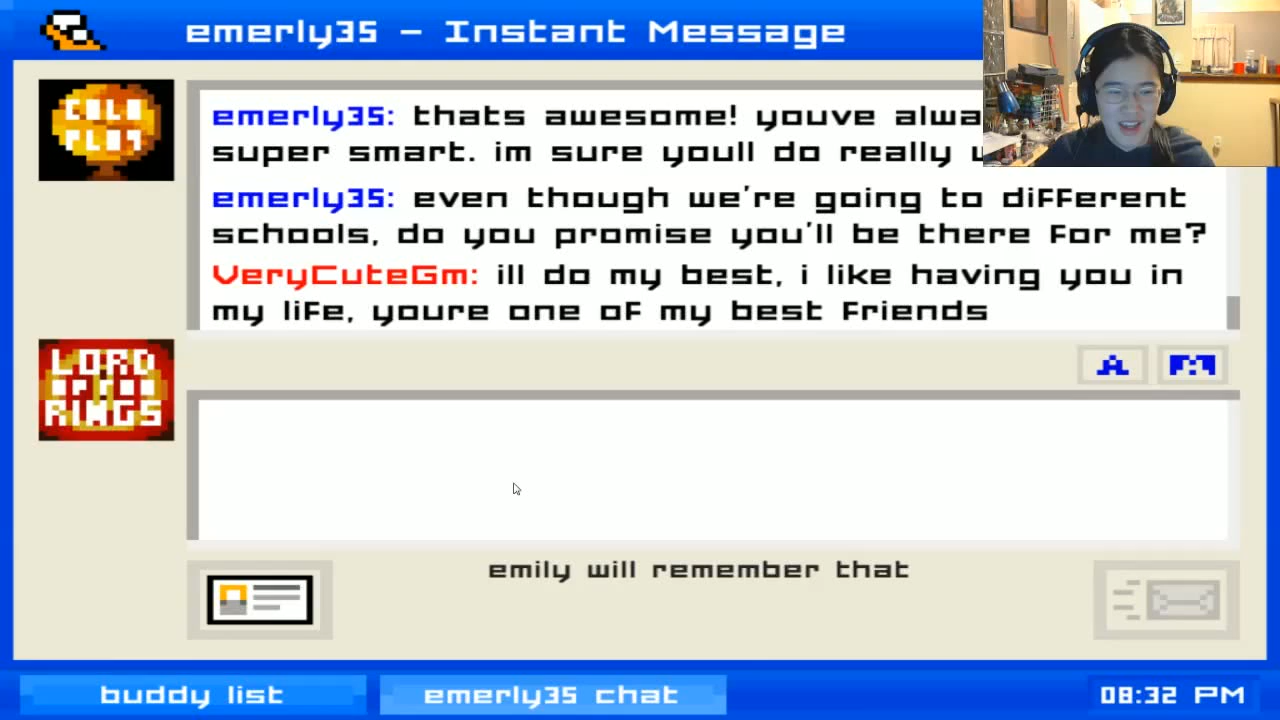 emerly35 - Instant Message
COLD
PLAY
emerly35: thats awesome! youve
super smart. im sure youll do really
emerly35: even though we're going to different
schools, do you promise you'll be there for me?
VeryCuteGm: ill do my best, i like having you in
my life, youre one of my best friends
LORD
OF THE
RINGS
A
emily will remember that
buddy list
emerly35 chat
08:32 PM